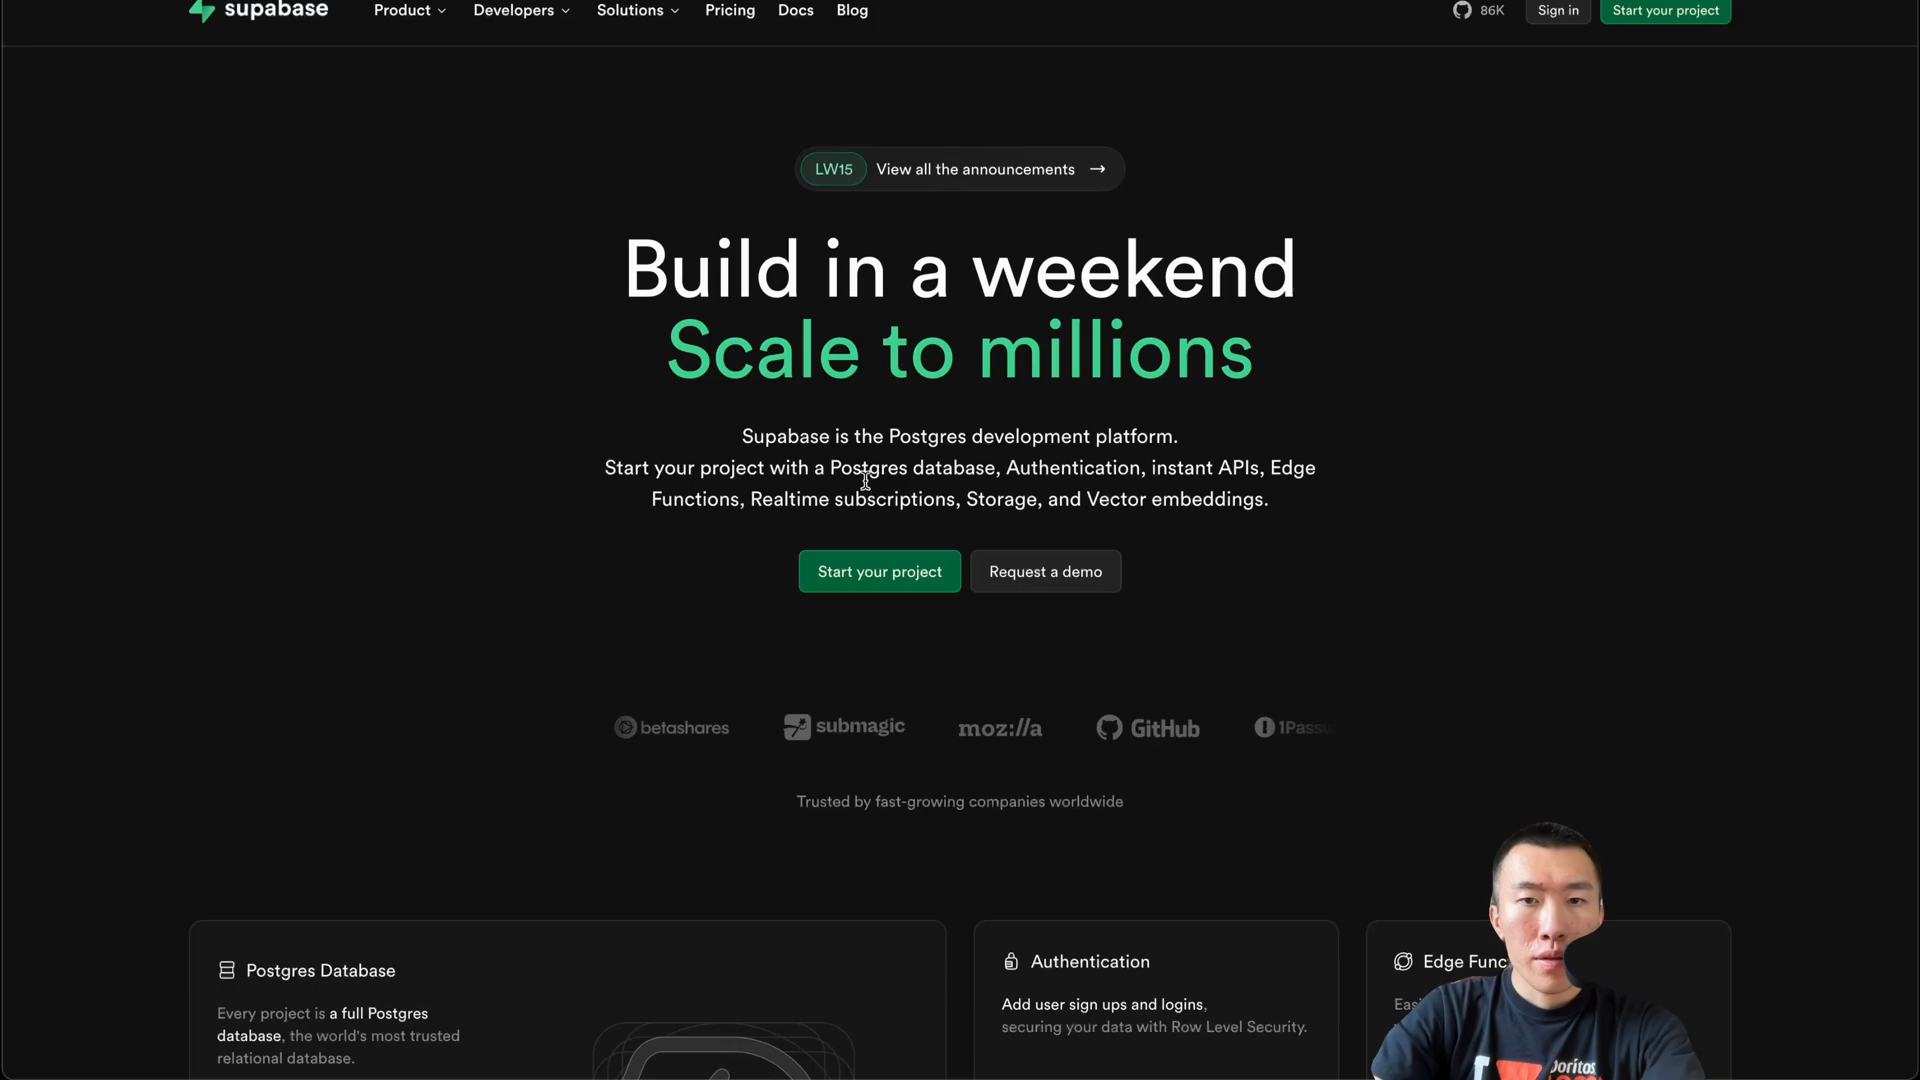 supabase
Product
Developers
Solutions
Pricing
Docs
Blog
86K
Sign in
Start your project
LW15 View all the announcements →
Build in a weekend
Scale to millions
Supabase is the Postgres development platform.
Start your project with a Postgres database, Authentication, instant APIs, Edge
Functions, Realtime subscriptions, Storage, and Vector embeddings.
Start your project
Request a demo
betashares
submagic
moz://a
GitHub
Trusted by fast-growing companies worldwide
Postgres Database
Every project is a full Postgres
database, the world's most trusted
relational database.
Authentication
Add user sign ups and logins,
securing your data with Row Level Security.
Edge Func
I
Doritos